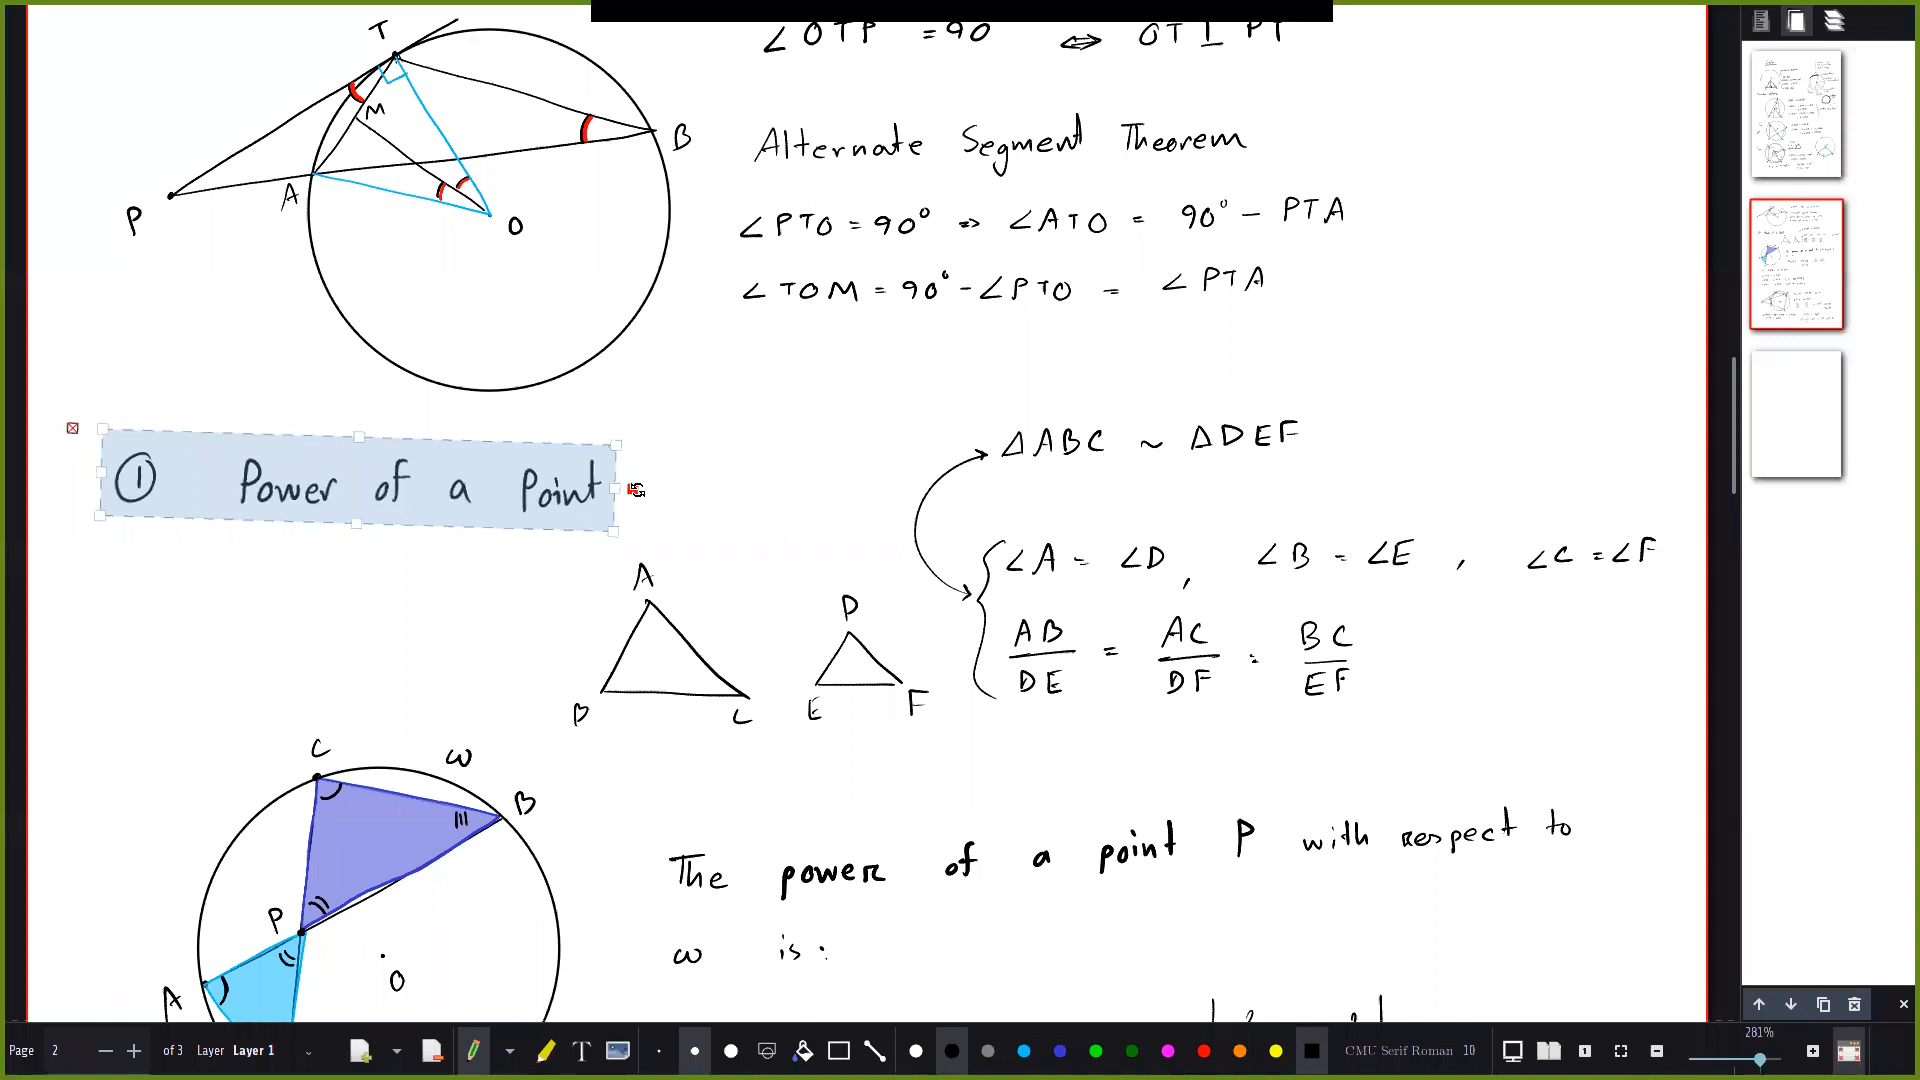 T
M
B
A
P
O
∠OTP = 90 ⇔ OT ⊥ PT
Alternate Segment Theorem
∠PTO = 90° ⇒ ∠ATO = 90° - PTA
∠TOM = 90° - ∠PTO = ∠PTA
① Power of a Point
△ABC ~ △DEF
∠A = ∠D, ∠B = ∠E, ∠C = ∠F
AB/DE = AC/DF = BC/EF
A
B
C
D
E
F
C
ω
B
P
O
A
The power of a point P with respect to
ω is:
Page 2 of 3 Layer Layer 1
CMU Serif Roman 10
281%